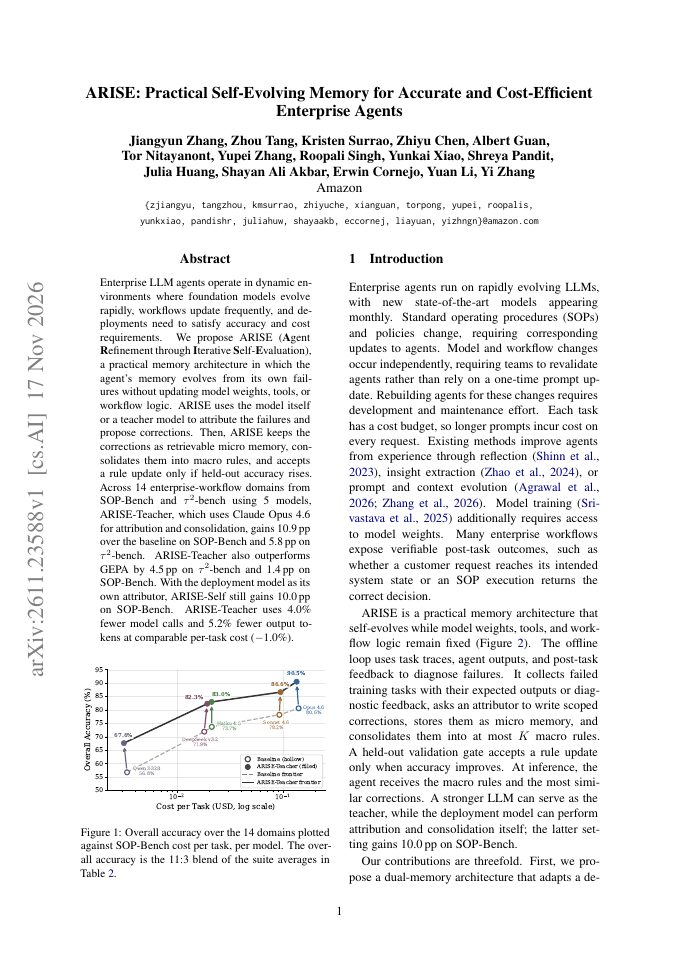 ARISE: Practical Self-Evolving Memory for Accurate and Cost-Efficient
Enterprise Agents
Jiangyun Zhang, Zhou Tang, Kristen Surrao, Zhiyu Chen, Albert Guan,
Tor Nitayanont, Yupei Zhang, Roopali Singh, Yunkai Xiao, Shreya Pandit,
Julia Huang, Shayan Ali Akbar, Erwin Cornejo, Yuan Li, Yi Zhang
Amazon
{zjiangyu, tangzhou, kmsurrao, zhiyuche, xianguan, torpong, yupei, roopalis,
yunkxiao, pandishr, juliahuw, shayaakb, eccornej, liayuan, yizhngn}@amazon.com
arXiv:2611.23588v1 [cs.AI] 17 Nov 2026
Abstract
Enterprise LLM agents operate in dynamic en-
vironments where foundation models evolve
rapidly, workflows update frequently, and de-
ployments need to satisfy accuracy and cost
requirements. We propose ARISE (Agent
Refinement through Iterative Self-Evaluation),
a practical memory architecture in which the
agent's memory evolves from its own fail-
ures without updating model weights, tools, or
workflow logic. ARISE uses the model itself
or a teacher model to attribute the failures and
propose corrections. Then, ARISE keeps the
corrections as retrievable micro memory, con-
solidates them into macro rules, and accepts
a rule update only if held-out accuracy rises.
Across 14 enterprise-workflow domains from
SOP-Bench and τ²-bench using 5 models,
ARISE-Teacher, which uses Claude Opus 4.6
for attribution and consolidation, gains 10.9 pp
over the baseline on SOP-Bench and 5.8 pp on
τ²-bench. ARISE-Teacher also outperforms
GEPA by 4.5 pp on τ²-bench and 1.4 pp on
SOP-Bench. With the deployment model as its
own attributor, ARISE-Self still gains 10.0 pp
on SOP-Bench. ARISE-Teacher uses 4.0%
fewer model calls and 5.2% fewer output to-
kens at comparable per-task cost (−1.0%).
Overall Accuracy (%)
95
90
85
80
75
70
65
60
55
50
67.6%
56.8%
82.3%
71.9%
83.0%
73.7%
86.6%
Sonnet 4.6
78.2%
90.5%
Opus 4.6
80.6%
Baseline (hollow)
ARISE-Teacher (filled)
Baseline frontier
ARISE-Teacher frontier
10⁻²
10⁻¹
Cost per Task (USD, log scale)
Figure 1: Overall accuracy over the 14 domains plotted
against SOP-Bench cost per task, per model. The over-
all accuracy is the 11:3 blend of the suite averages in
Table 2.
1 Introduction
Enterprise agents run on rapidly evolving LLMs,
with new state-of-the-art models appearing
monthly. Standard operating procedures (SOPs)
and policies change, requiring corresponding
updates to agents. Model and workflow changes
occur independently, requiring teams to revalidate
agents rather than rely on a one-time prompt up-
date. Rebuilding agents for these changes requires
development and maintenance effort. Each task
has a cost budget, so longer prompts incur cost on
every request. Existing methods improve agents
from experience through reflection (Shinn et al.,
2023), insight extraction (Zhao et al., 2024), or
prompt and context evolution (Agrawal et al.,
2026; Zhang et al., 2026). Model training (Sri-
vastava et al., 2025) additionally requires access
to model weights. Many enterprise workflows
expose verifiable post-task outcomes, such as
whether a customer request reaches its intended
system state or an SOP execution returns the
correct decision.
ARISE is a practical memory architecture that
self-evolves while model weights, tools, and work-
flow logic remain fixed (Figure 2). The offline
loop uses task traces, agent outputs, and post-task
feedback to diagnose failures. It collects failed
training tasks with their expected outputs or diag-
nostic feedback, asks an attributor to write scoped
corrections, stores them as micro memory, and
consolidates them into at most K macro rules.
A held-out validation gate accepts a rule update
only when accuracy improves. At inference, the
agent receives the macro rules and the most simi-
lar corrections. A stronger LLM can serve as the
teacher, while the deployment model can perform
attribution and consolidation itself; the latter set-
ting gains 10.0 pp on SOP-Bench.
Our contributions are threefold. First, we pro-
pose a dual-memory architecture that adapts a de-
1